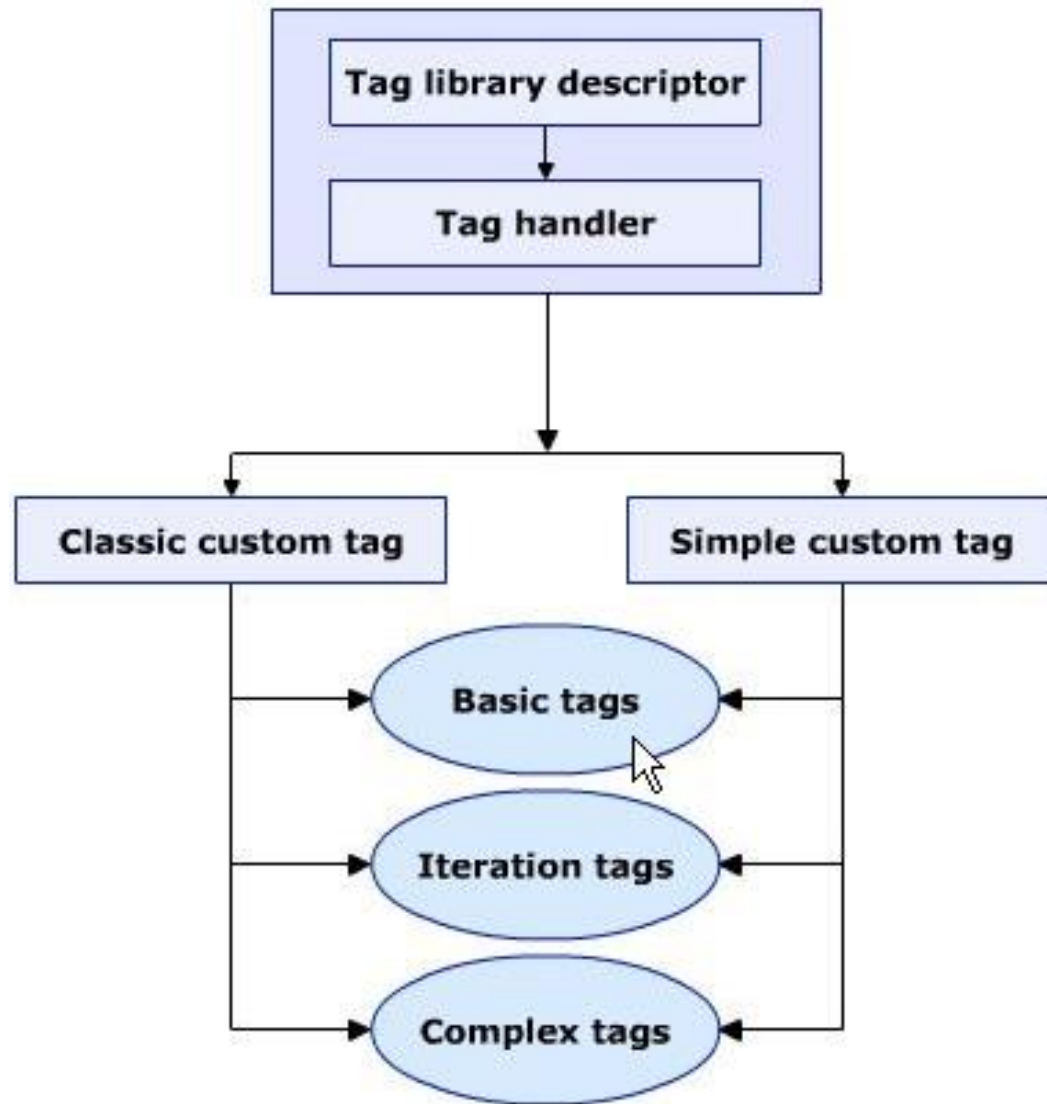 Tag library descriptor
Tag handler
Classic custom tag
Simple custom tag
Basic tags
Iteration tags
Complex tags